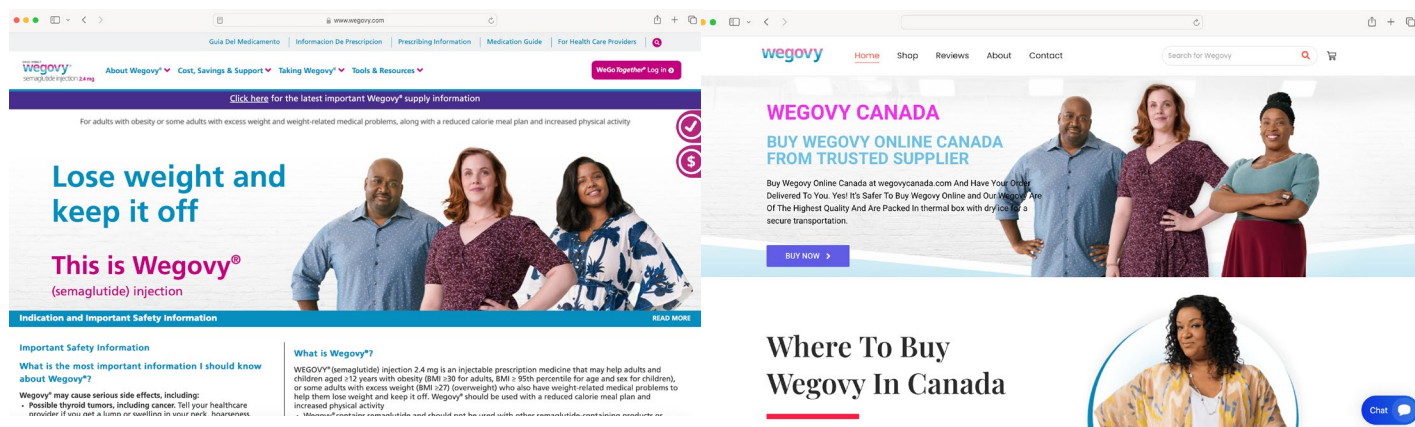 www.wegovy.com
Guia Del Medicamento
Informacion De Prescripcion
Prescribing Information
Medication Guide
For Health Care Providers
wegovy®
semaglutide injection 2.4 mg
About Wegovy®
Cost, Savings & Support
Taking Wegovy®
Tools & Resources
WeGoTogether® Log in
Click here for the latest important Wegovy® supply information
For adults with obesity or some adults with excess weight and weight-related medical problems, along with a reduced calorie meal plan and increased physical activity
$
Lose weight and
keep it off
This is Wegovy®
(semaglutide) injection
Indication and Important Safety Information
READ MORE
Important Safety Information
What is the most important information I should know
about Wegovy®?
Wegovy® may cause serious side effects, including:
• Possible thyroid tumors, including cancer. Tell your healthcare
provider if you get a lump or swelling in your neck, hoarseness,
What is Wegovy®?
WEGOVY® (semaglutide) injection 2.4 mg is an injectable prescription medicine that may help adults and
children aged ≥12 years with obesity (BMI ≥30 for adults, BMI ≥ 95th percentile for age and sex for children),
or some adults with excess weight (BMI ≥27) (overweight) who also have weight-related medical problems to
help them lose weight and keep it off. Wegovy® should be used with a reduced calorie meal plan and
increased physical activity
• Wegovy® contains semaglutide and should not be used with other semaglutide-containing products or
wegovy
Home
Shop
Reviews
About
Contact
Search for Wegovy
WEGOVY CANADA
BUY WEGOVY ONLINE CANADA
FROM TRUSTED SUPPLIER
Buy Wegovy Online Canada at wegovycanada.com And Have Your Order
Delivered To You. Yes! It's Safer To Buy Wegovy Online and Our Wegovy Are
Of The Highest Quality And Are Packed In thermal box with dry ice for a
secure transportation.
BUY NOW
Where To Buy
Wegovy In Canada
Chat